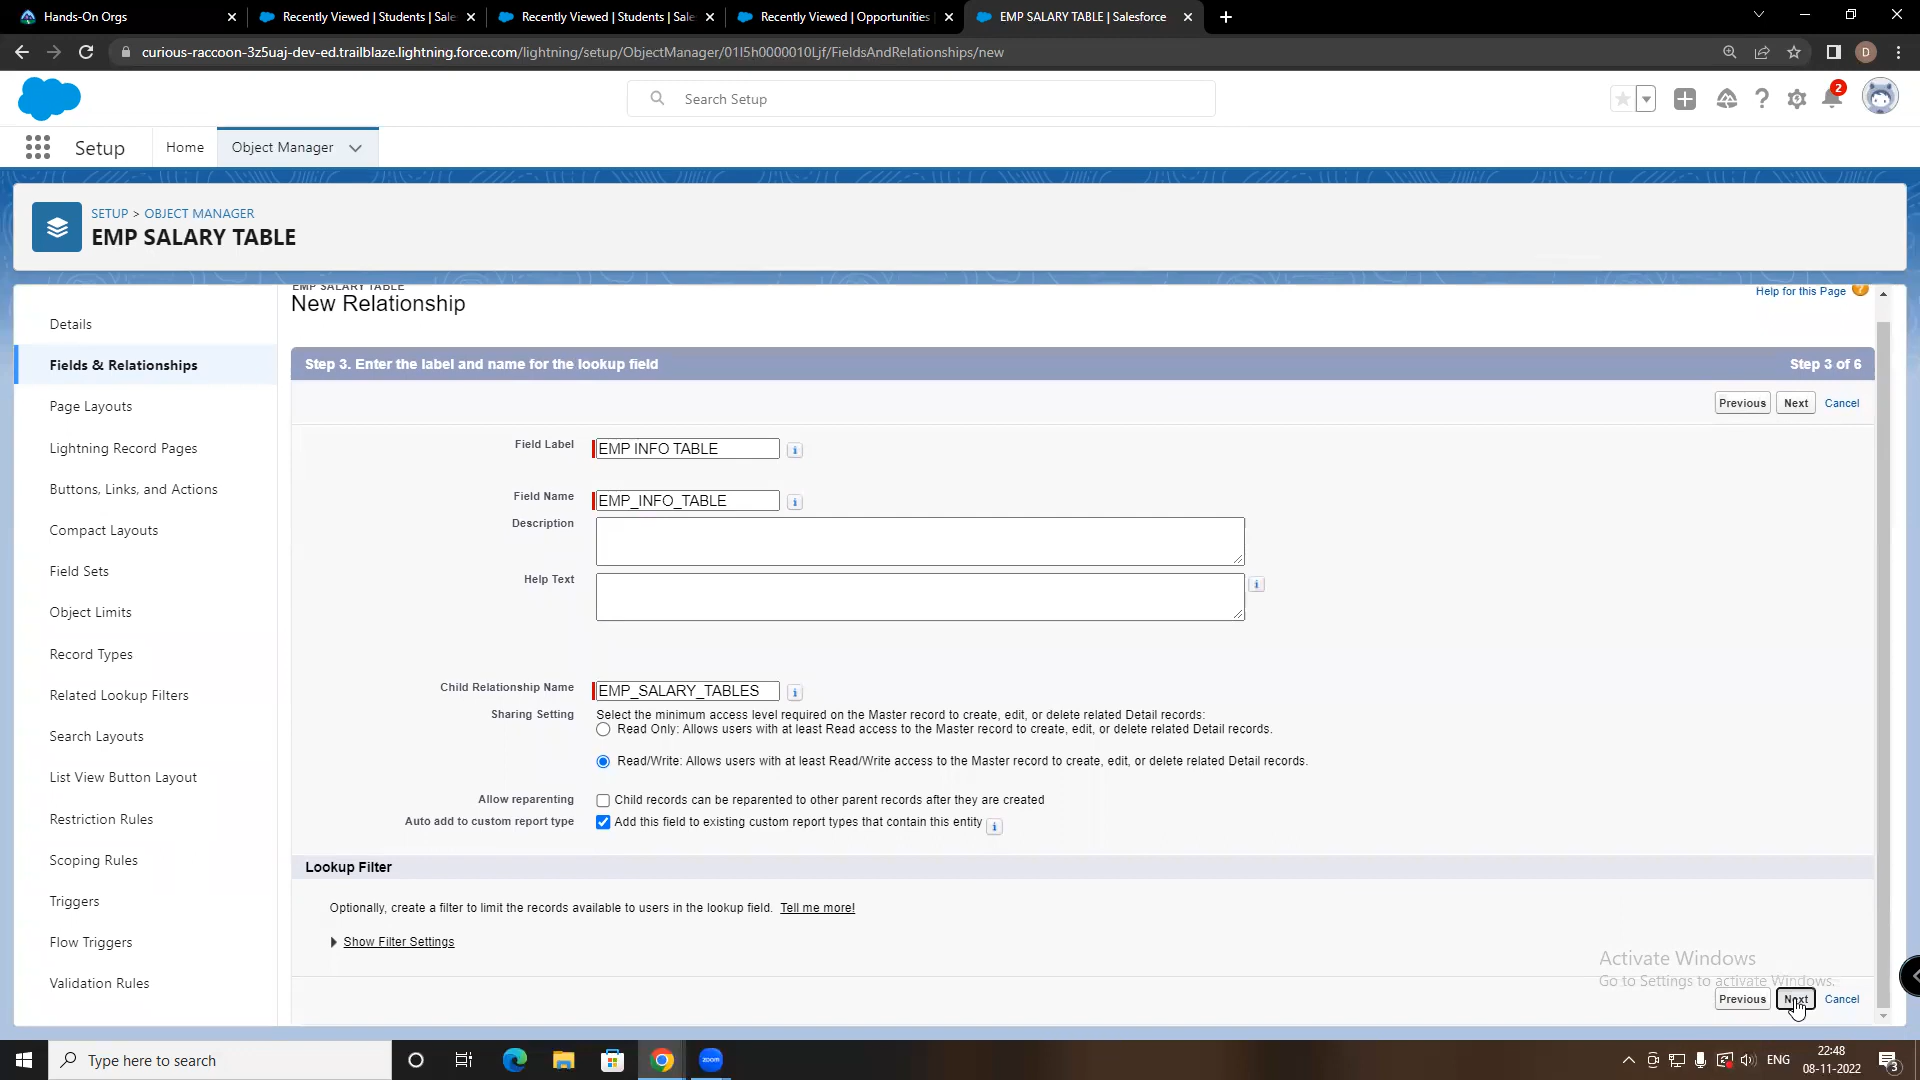 Hands-On Orgs
Recently Viewed | Students | Sale
Recently Viewed | Students | Sale
Recently Viewed | Opportunities
EMP SALARY TABLE | Salesforce
curious-raccoon-3z5uaj-dev-ed.trailblaze.lightning.force.com/lightning/setup/ObjectManager/01I5h0000010Ljf/FieldsAndRelationships/new
D
Search Setup
2
Setup
Home
Object Manager
SETUP > OBJECT MANAGER
EMP SALARY TABLE
Details
Fields & Relationships
Page Layouts
Lightning Record Pages
Buttons, Links, and Actions
Compact Layouts
Field Sets
Object Limits
Record Types
Related Lookup Filters
Search Layouts
List View Button Layout
Restriction Rules
Scoping Rules
Triggers
Flow Triggers
Validation Rules
EMP SALARY TABLE
New Relationship
Help for this Page
Step 3. Enter the label and name for the lookup field
Step 3 of 6
Previous
Next
Cancel
Field Label
EMP INFO TABLE
Field Name
EMP_INFO_TABLE
Description
Help Text
Child Relationship Name
EMP_SALARY_TABLES
Sharing Setting
Select the minimum access level required on the Master record to create, edit, or delete related Detail records:
Read Only: Allows users with at least Read access to the Master record to create, edit, or delete related Detail records.
Read/Write: Allows users with at least Read/Write access to the Master record to create, edit, or delete related Detail records.
Allow reparenting
Child records can be reparented to other parent records after they are created
Auto add to custom report type
Add this field to existing custom report types that contain this entity
Lookup Filter
Optionally, create a filter to limit the records available to users in the lookup field. Tell me more!
Show Filter Settings
Activate Windows
Go to Settings to activate Windows.
Previous
Next
Cancel
Type here to search
zoom
ENG
22:48
08-11-2022
3